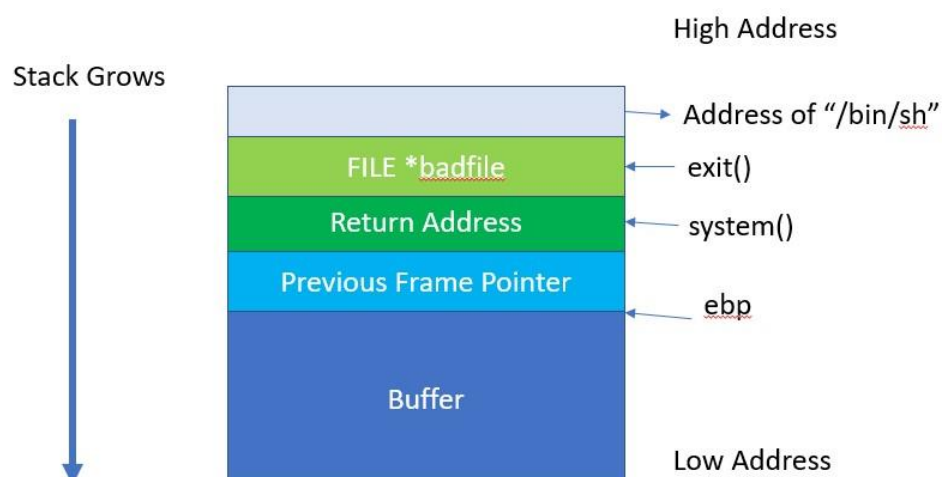 High Address
Stack Grows
Address of “/bin/sh”
FILE *badfile
exit()
Return Address
system()
Previous Frame Pointer
ebp
Buffer
Low Address